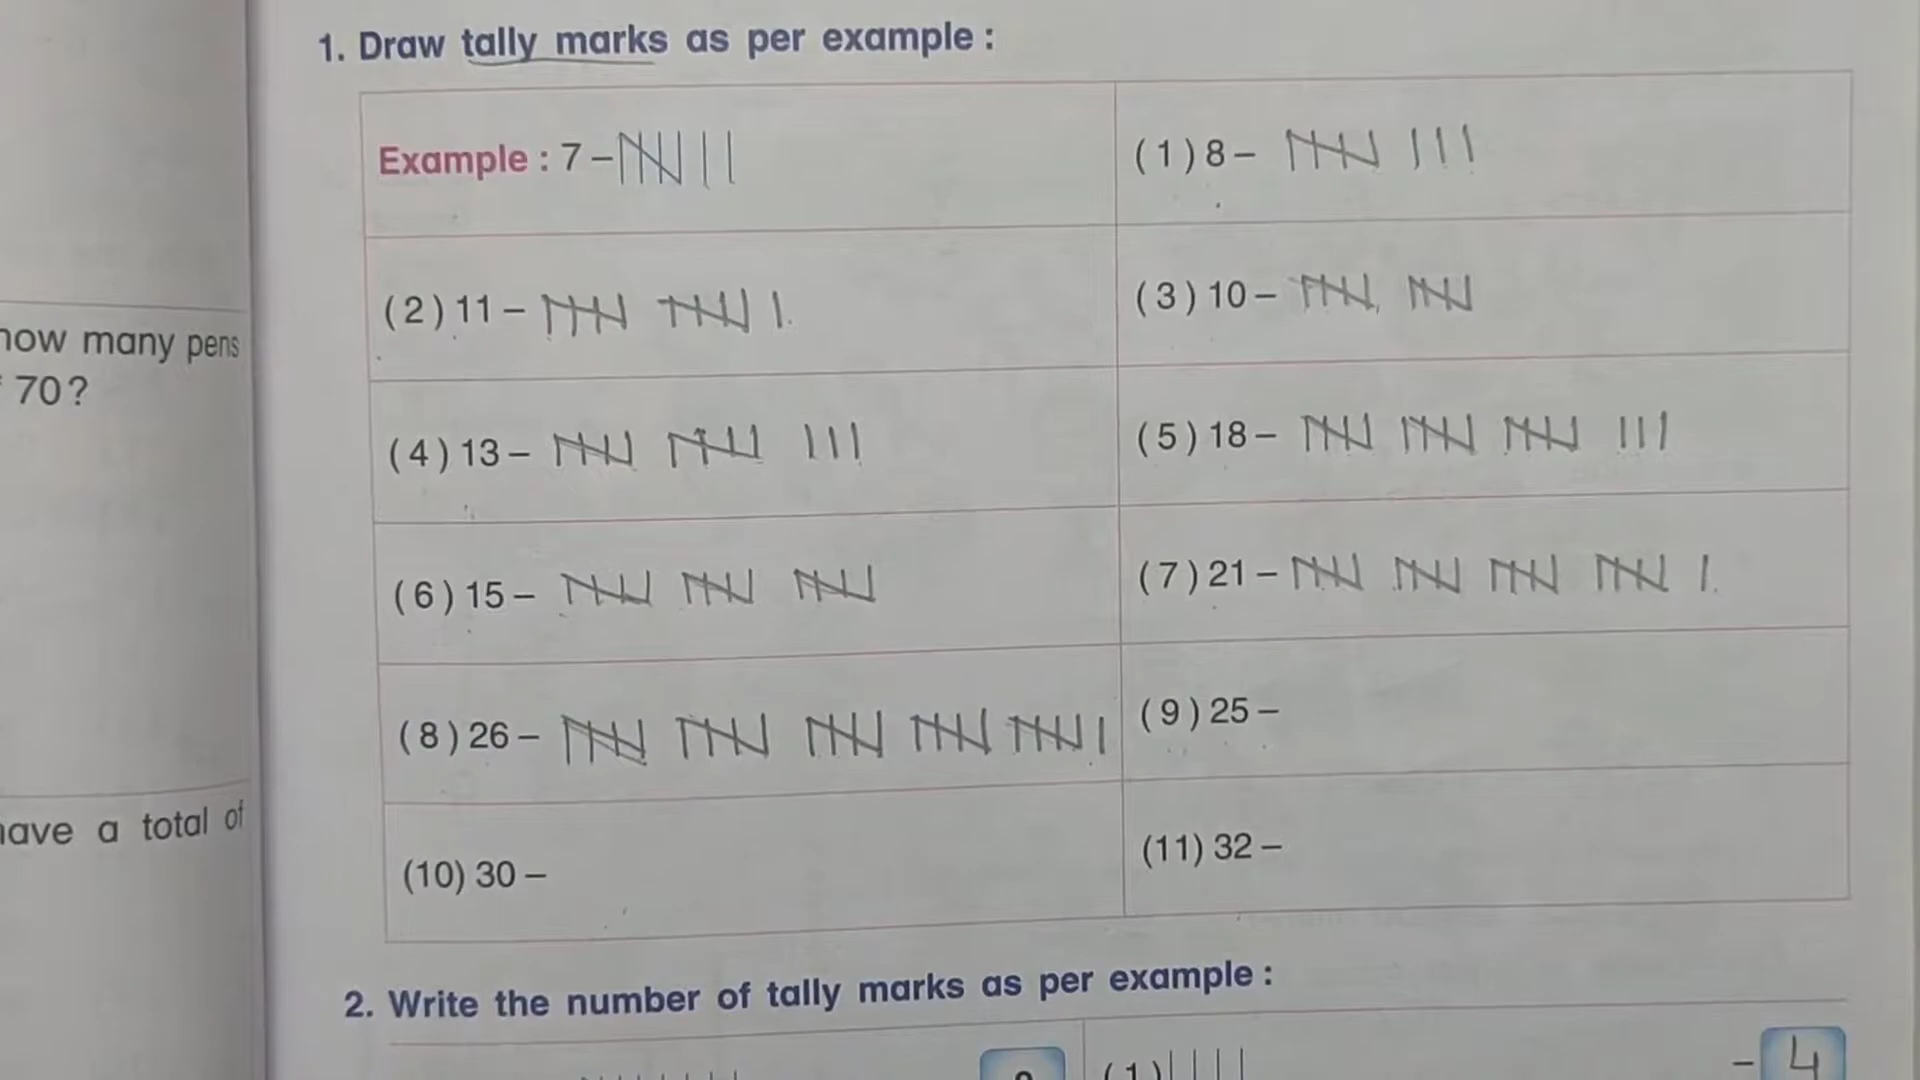 1. Draw tally marks as per example :
Example : 7 –
(1) 8 –
(2) 11 –
(3) 10 –
(4) 13 –
(5) 18 –
(6) 15 –
(7) 21 –
(8) 26 –
(9) 25 –
(10) 30 –
(11) 32 –
2. Write the number of tally marks as per example :
(1)
– 4
many pens
70?
a total of